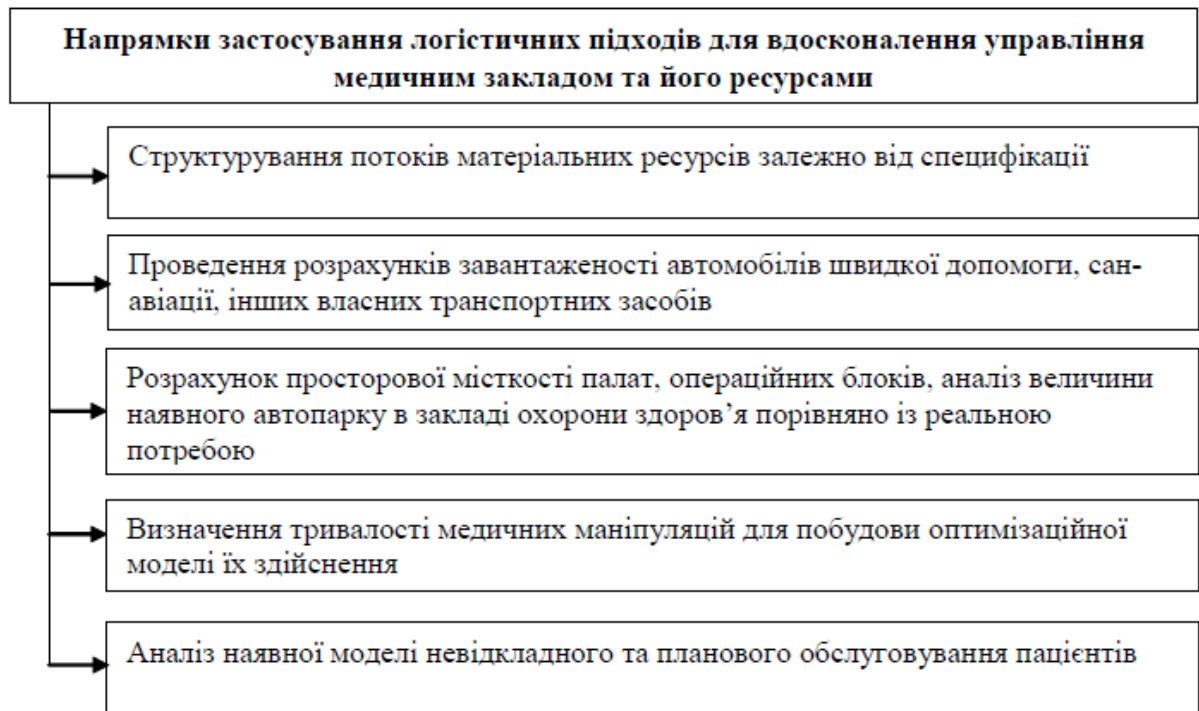 Напрямки застосування логістичних підходів для вдосконалення управління
медичним закладом та його ресурсами
Структурування потоків матеріальних ресурсів залежно від специфікації
Проведення розрахунків завантаженості автомобілів швидкої допомоги, сан-
авіації, інших власних транспортних засобів
Розрахунок просторової місткості палат, операційних блоків, аналіз величини
наявного автопарку в закладі охорони здоров’я порівняно із реальною
потребою
Визначення тривалості медичних маніпуляцій для побудови оптимізаційної
моделі їх здійснення
Аналіз наявної моделі невідкладного та планового обслуговування пацієнтів